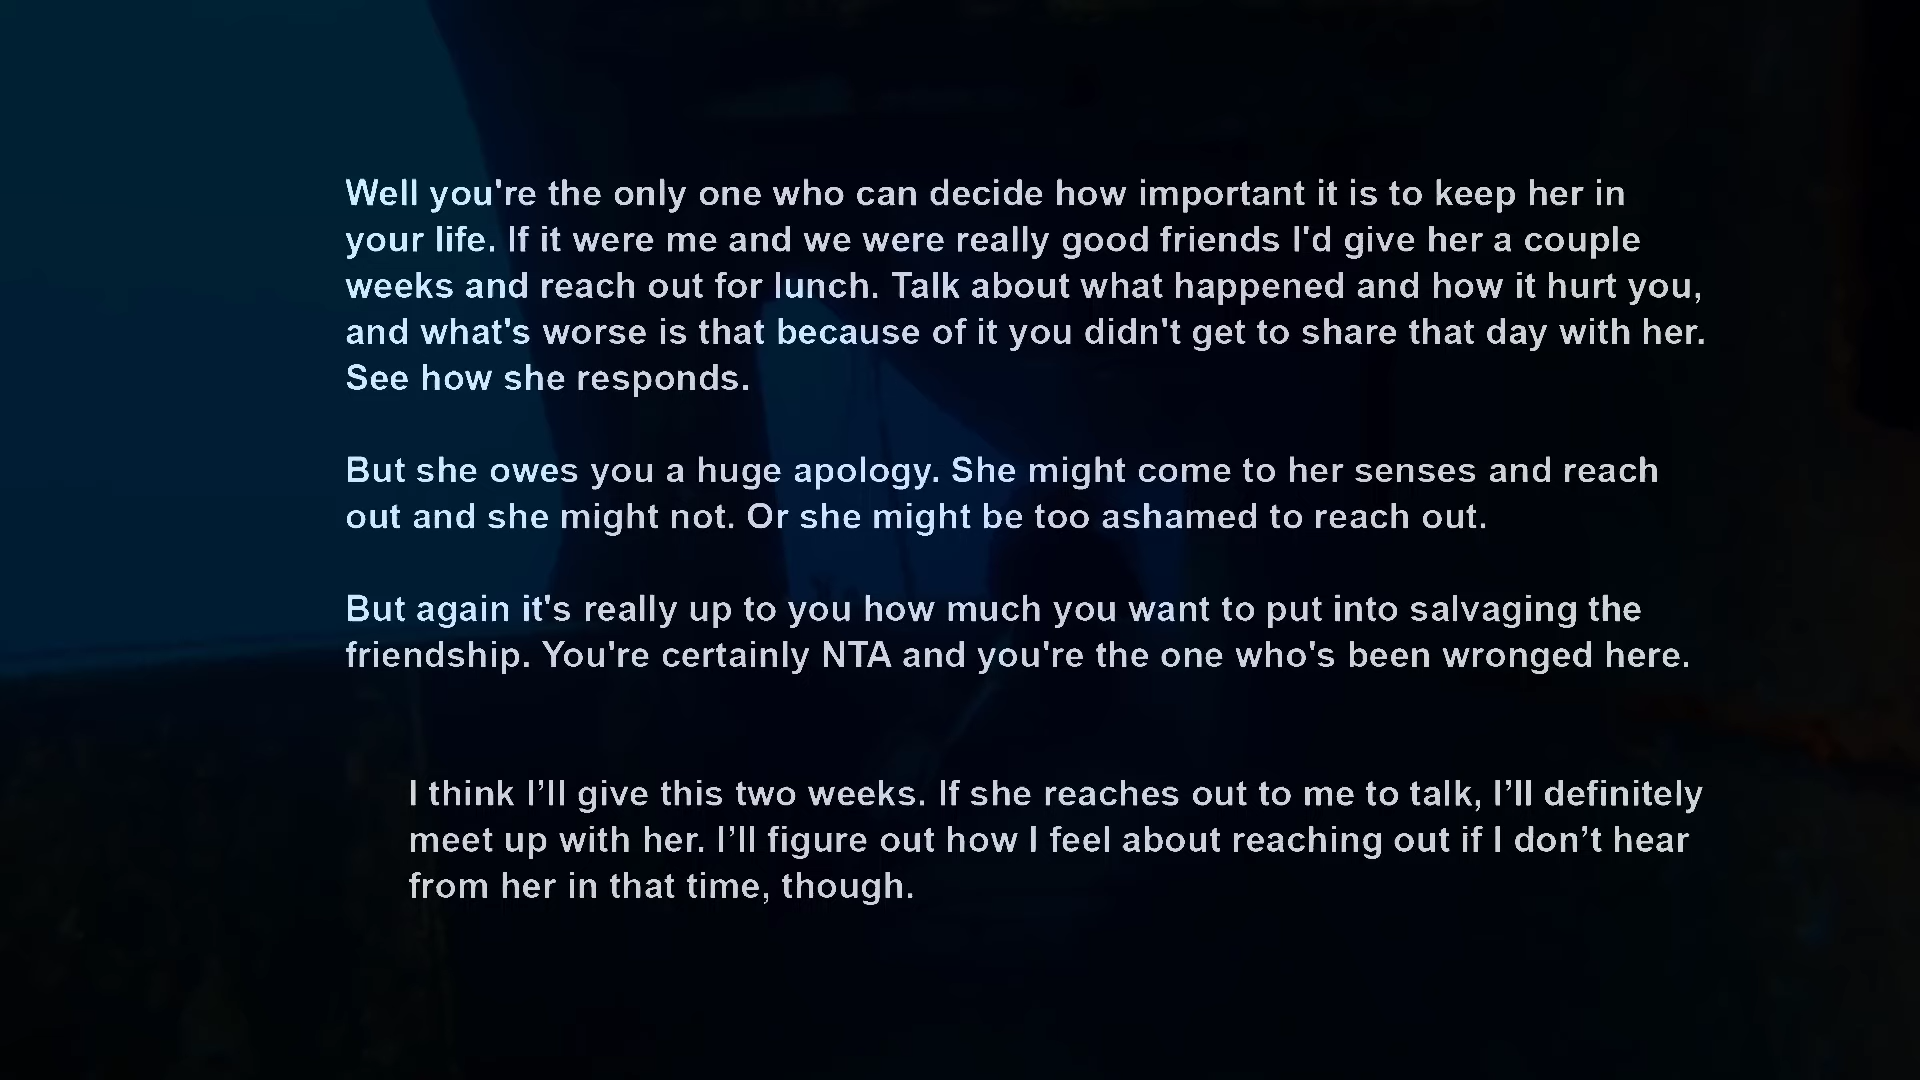 Well you're the only one who can decide how important it is to keep her in
your life. If it were me and we were really good friends I'd give her a couple
weeks and reach out for lunch. Talk about what happened and how it hurt you,
and what's worse is that because of it you didn't get to share that day with her.
See how she responds.
But she owes you a huge apology. She might come to her senses and reach
out and she might not. Or she might be too ashamed to reach out.
But again it's really up to you how much you want to put into salvaging the
friendship. You're certainly NTA and you're the one who's been wronged here.
I think I’ll give this two weeks. If she reaches out to me to talk, I’ll definitely
meet up with her. I’ll figure out how I feel about reaching out if I don’t hear
from her in that time, though.